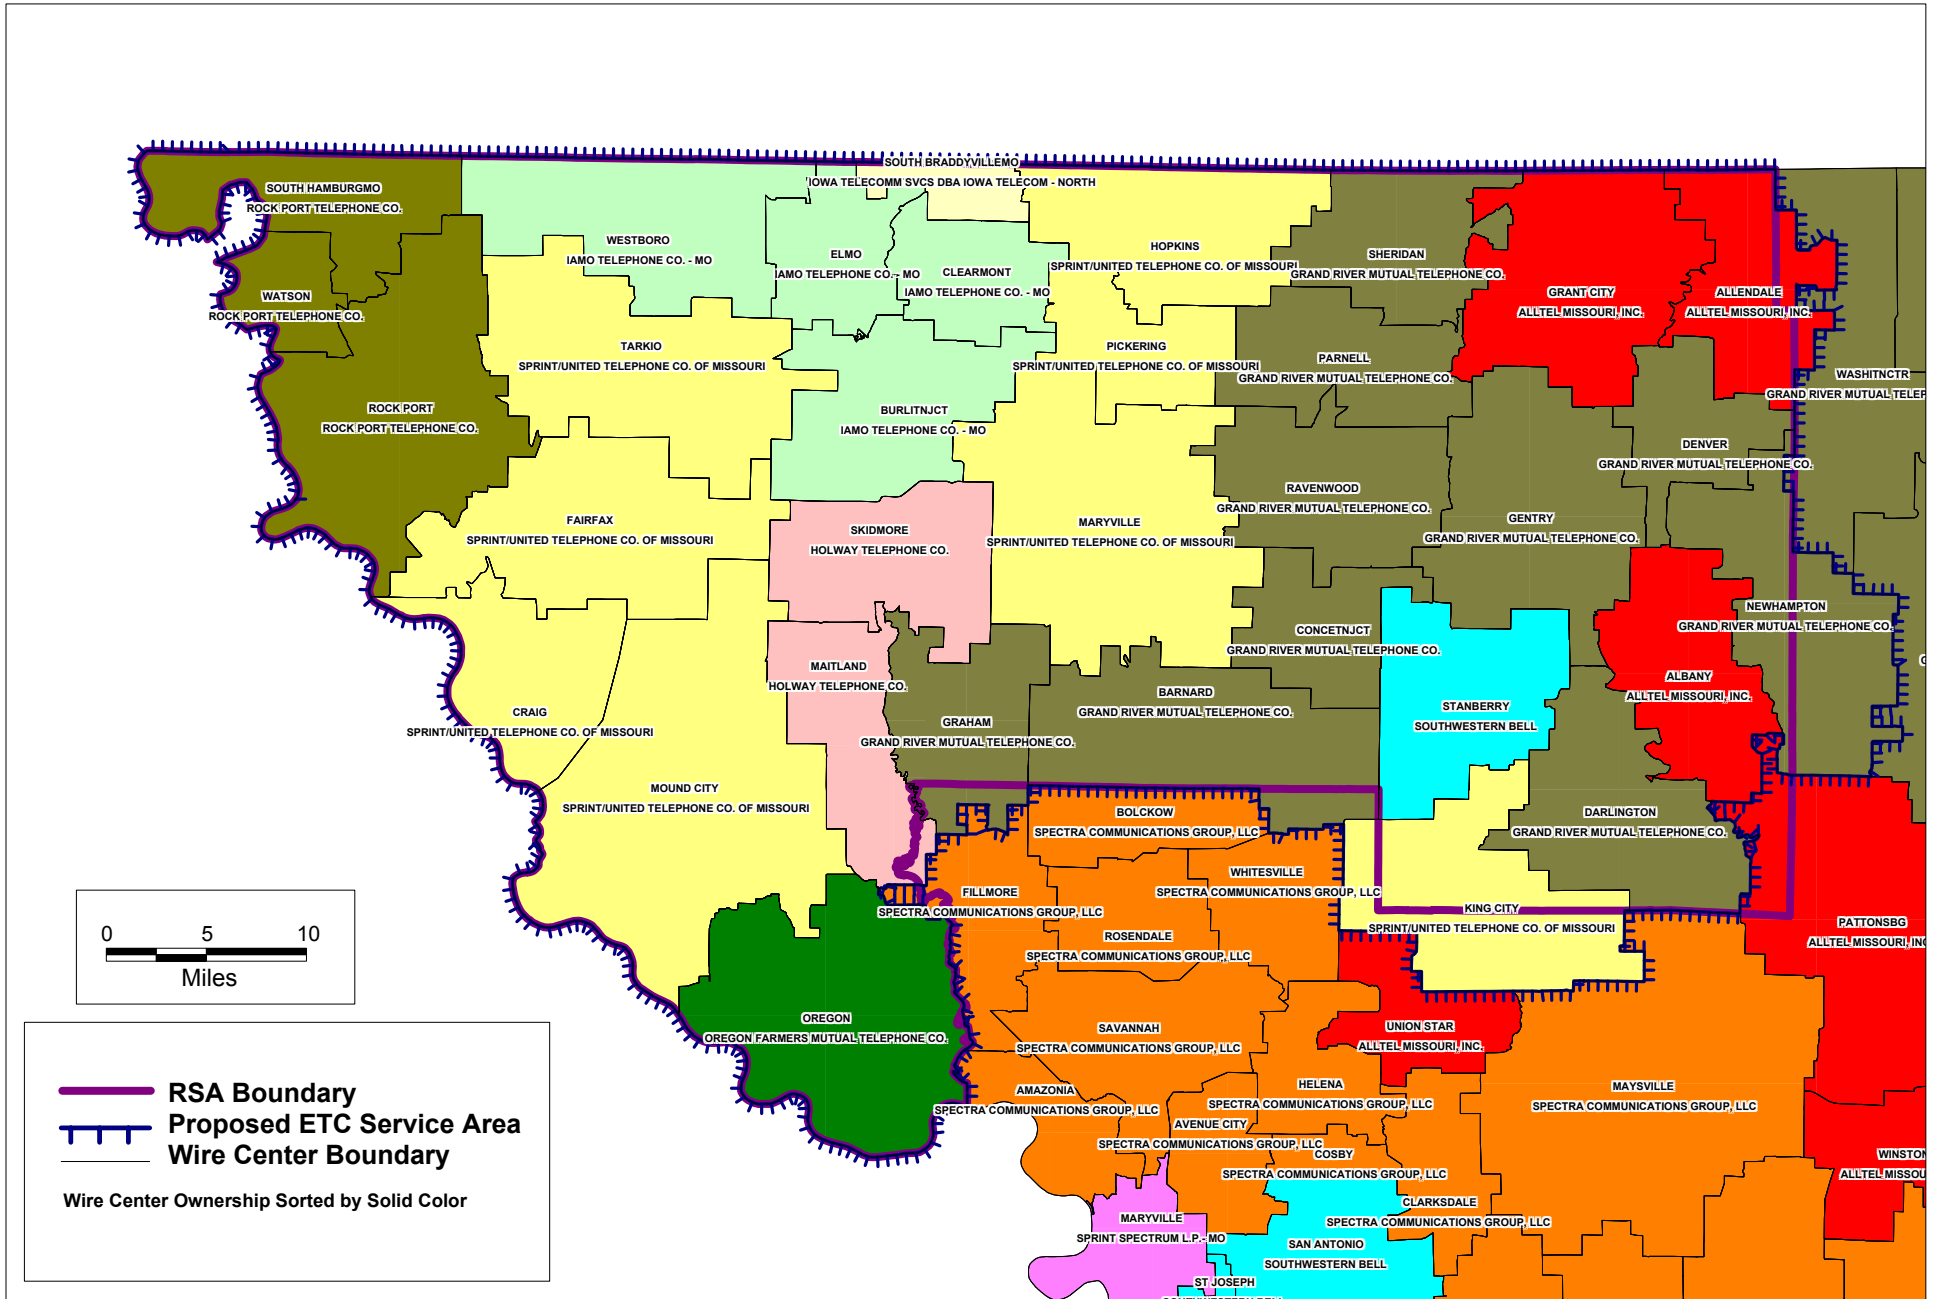 SOUTH BRADDYVILLEMO
IOWA TELECOMM SVCS DBA IOWA TELECOM - NORTH
SOUTH HAMBURGMO
ROCK PORT TELEPHONE CO.
WESTBORO
IAMO TELEPHONE CO. - MO
ELMO
IAMO TELEPHONE CO. - MO
CLEARMONT
IAMO TELEPHONE CO. - MO
HOPKINS
SPRINT/UNITED TELEPHONE CO. OF MISSOURI
SHERIDAN
GRAND RIVER MUTUAL TELEPHONE CO.
GRANT CITY
ALLTEL MISSOURI, INC.
ALLENDALE
ALLTEL MISSOURI, INC.
WATSON
ROCK PORT TELEPHONE CO.
TARKIO
SPRINT/UNITED TELEPHONE CO. OF MISSOURI
PICKERING
SPRINT/UNITED TELEPHONE CO. OF MISSOURI
PARNELL
GRAND RIVER MUTUAL TELEPHONE CO.
WASHITNCTR
GRAND RIVER MUTUAL TELEP
ROCK PORT
ROCK PORT TELEPHONE CO.
BURLITNJCT
IAMO TELEPHONE CO. - MO
DENVER
GRAND RIVER MUTUAL TELEPHONE CO.
RAVENWOOD
GRAND RIVER MUTUAL TELEPHONE CO.
FAIRFAX
SPRINT/UNITED TELEPHONE CO. OF MISSOURI
SKIDMORE
HOLWAY TELEPHONE CO.
MARYVILLE
SPRINT/UNITED TELEPHONE CO. OF MISSOURI
GENTRY
GRAND RIVER MUTUAL TELEPHONE CO.
NEWHAMPTON
GRAND RIVER MUTUAL TELEPHONE CO.
CONCETNJCT
GRAND RIVER MUTUAL TELEPHONE CO.
MAITLAND
HOLWAY TELEPHONE CO.
ALBANY
ALLTEL MISSOURI, INC.
BARNARD
GRAND RIVER MUTUAL TELEPHONE CO.
STANBERRY
SOUTHWESTERN BELL
CRAIG
SPRINT/UNITED TELEPHONE CO. OF MISSOURI
GRAHAM
GRAND RIVER MUTUAL TELEPHONE CO.
MOUND CITY
SPRINT/UNITED TELEPHONE CO. OF MISSOURI
BOLCKOW
SPECTRA COMMUNICATIONS GROUP, LLC
DARLINGTON
GRAND RIVER MUTUAL TELEPHONE CO.
WHITESVILLE
SPECTRA COMMUNICATIONS GROUP, LLC
FILLMORE
SPECTRA COMMUNICATIONS GROUP, LLC
KING CITY
SPRINT/UNITED TELEPHONE CO. OF MISSOURI
PATTONSBG
ALLTEL MISSOURI, INC
ROSENDALE
SPECTRA COMMUNICATIONS GROUP, LLC
0 5 10
Miles
OREGON
OREGON FARMERS MUTUAL TELEPHONE CO.
SAVANNAH
SPECTRA COMMUNICATIONS GROUP, LLC
UNION STAR
ALLTEL MISSOURI, INC.
AMAZONIA
SPECTRA COMMUNICATIONS GROUP, LLC
HELENA
SPECTRA COMMUNICATIONS GROUP, LLC
MAYSVILLE
SPECTRA COMMUNICATIONS GROUP, LLC
AVENUE CITY
SPECTRA COMMUNICATIONS GROUP, LLC
COSBY
SPECTRA COMMUNICATIONS GROUP, LLC
WINSTON
ALLTEL MISSOU
CLARKSDALE
SPECTRA COMMUNICATIONS GROUP, LLC
MARYVILLE
SPRINT SPECTRUM L.P.- MO
SAN ANTONIO
SOUTHWESTERN BELL
ST JOSEPH
RSA Boundary
Proposed ETC Service Area
Wire Center Boundary
Wire Center Ownership Sorted by Solid Color